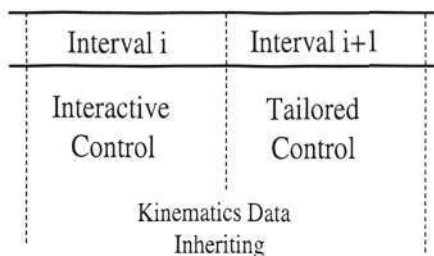 Interval i Interval i+1
Interactive Tailored
Control Control
Kinematics Data
Inheriting